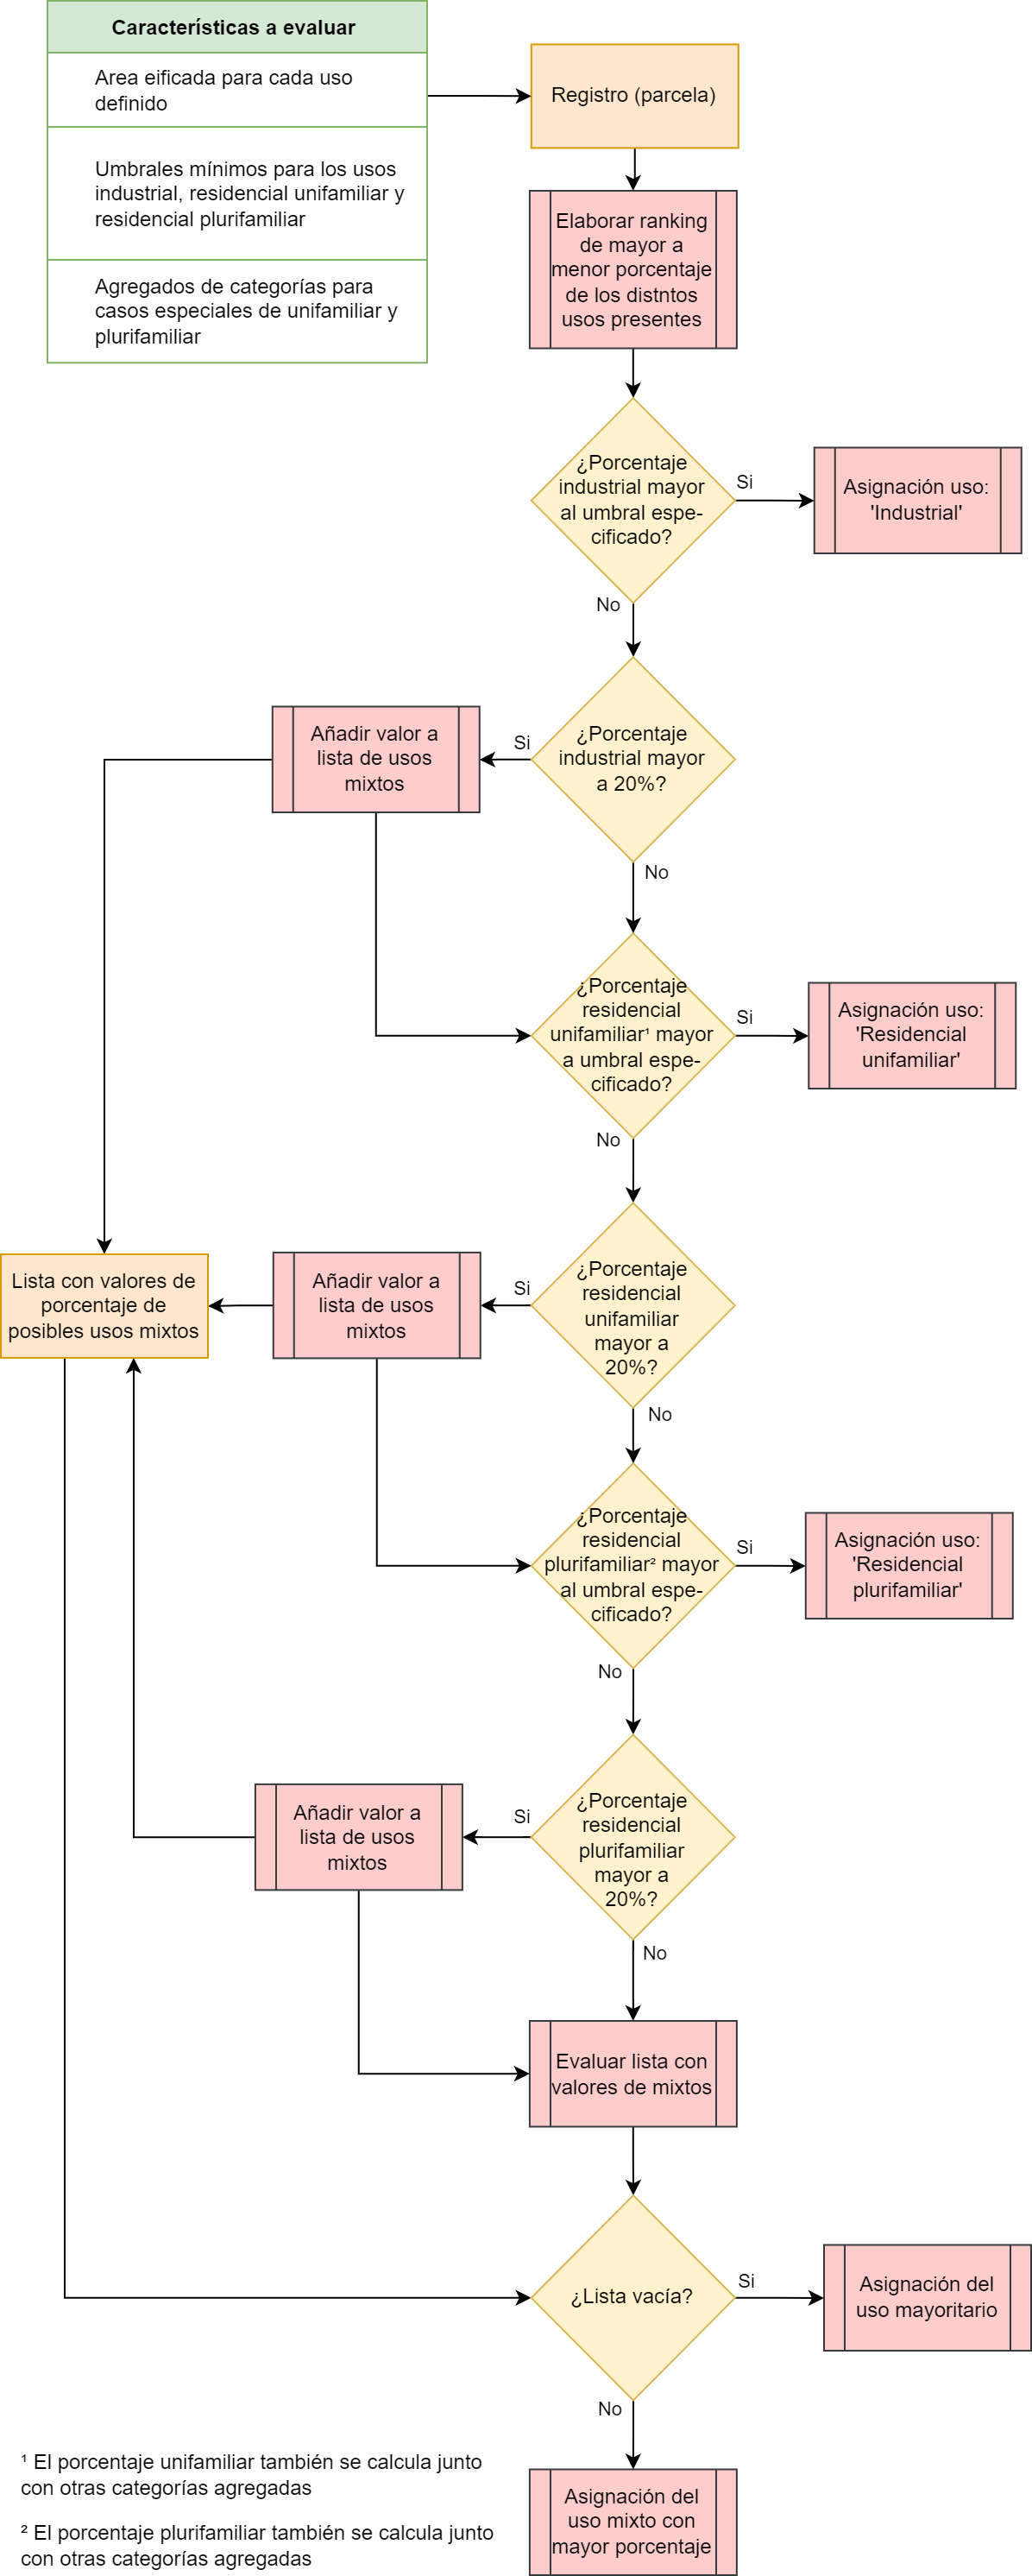 Características a evaluar
Area eificada para cada uso
definido
Umbrales mínimos para los usos
industrial, residencial unifamiliar y
residencial plurifamiliar
Agregados de categorías para
casos especiales de unifamiliar y
plurifamiliar
Registro (parcela)
Elaborar ranking
de mayor a
menor porcentaje
de los distntos
usos presentes
¿Porcentaje
industrial mayor
al umbral espe-
cificado?
Si
Asignación uso:
'Industrial'
No
¿Porcentaje
industrial mayor
a 20%?
Si
Añadir valor a
lista de usos
mixtos
No
¿Porcentaje
residencial
unifamiliar¹ mayor
a umbral espe-
cificado?
Si
Asignación uso:
'Residencial
unifamiliar'
No
¿Porcentaje
residencial
unifamiliar
mayor a
20%?
Si
Añadir valor a
lista de usos
mixtos
Lista con valores de
porcentaje de
posibles usos mixtos
No
¿Porcentaje
residencial
plurifamiliar² mayor
al umbral espe-
cificado?
Si
Asignación uso:
'Residencial
plurifamiliar'
No
¿Porcentaje
residencial
plurifamiliar
mayor a
20%?
Si
Añadir valor a
lista de usos
mixtos
No
Evaluar lista con
valores de mixtos
¿Lista vacía?
Si
Asignación del
uso mayoritario
No
Asignación del
uso mixto con
mayor porcentaje
¹ El porcentaje unifamiliar también se calcula junto
con otras categorías agregadas
² El porcentaje plurifamiliar también se calcula junto
con otras categorías agregadas